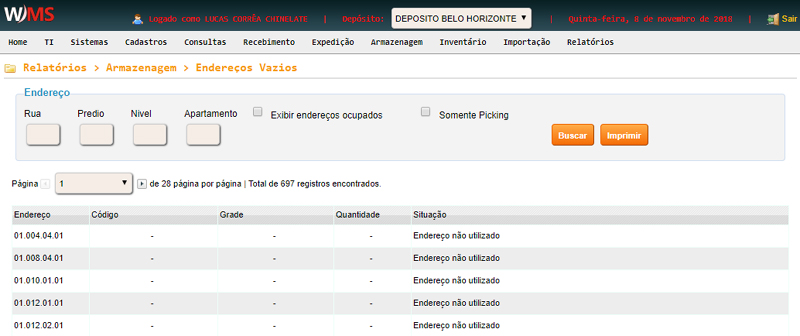 WMS
Logado como LUCAS CORRÊA CHINELATE | Depósito: DEPOSITO BELO HORIZONTE | Quinta-feira, 8 de novembro de 2018 | Sair
Home TI Sistemas Cadastros Consultas Recebimento Expedição Armazenagem Inventário Importação Relatórios
Relatórios > Armazenagem > Endereços Vazios
Endereço
Rua Predio Nivel Apartamento Exibir endereços ocupados Somente Picking
Buscar Imprimir
Página 1 de 28 página por página | Total de 697 registros encontrados.
Endereço Código Grade Quantidade Situação
01.004.04.01 - - - Endereço não utilizado
01.008.04.01 - - - Endereço não utilizado
01.010.01.01 - - - Endereço não utilizado
01.012.01.01 - - - Endereço não utilizado
01.012.02.01 - - - Endereço não utilizado